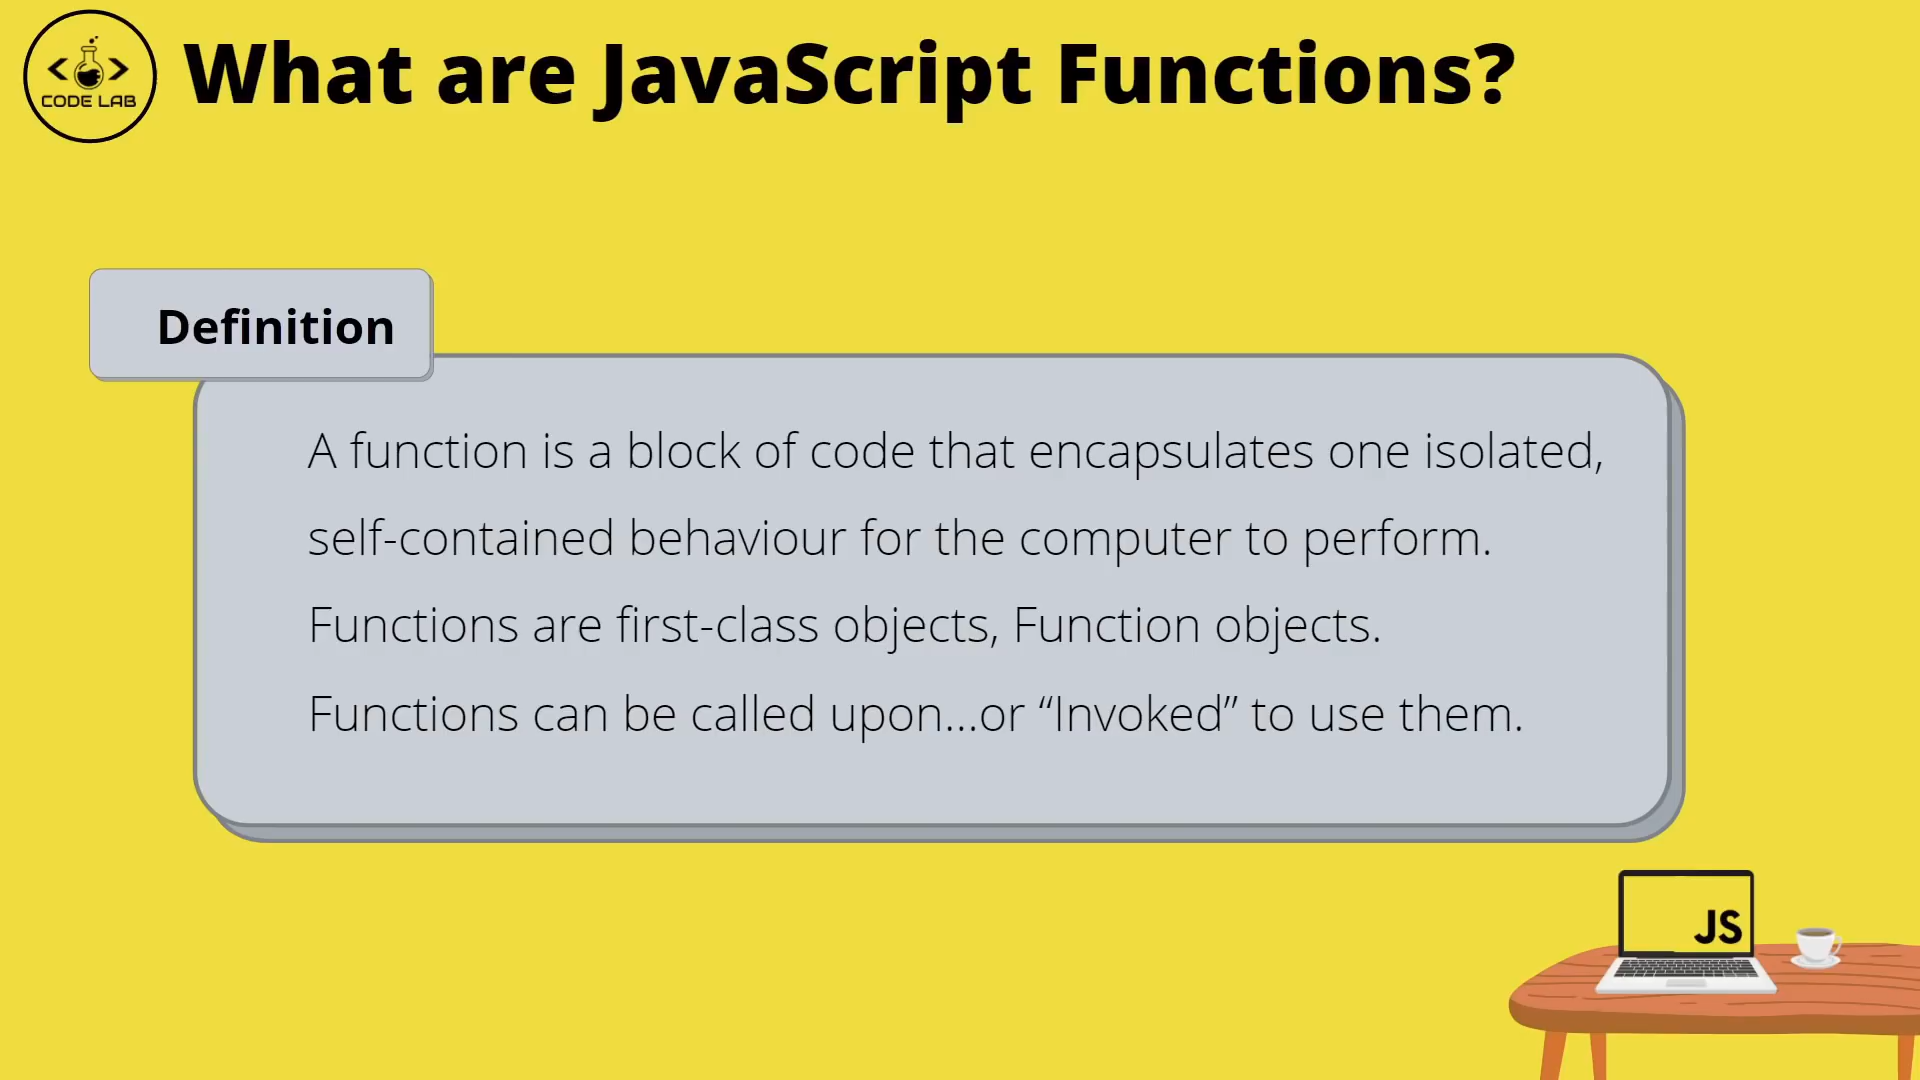 CODE LAB
What are JavaScript Functions?
Definition
A function is a block of code that encapsulates one isolated,
self-contained behaviour for the computer to perform.
Functions are first-class objects, Function objects.
Functions can be called upon...or “Invoked” to use them.
JS